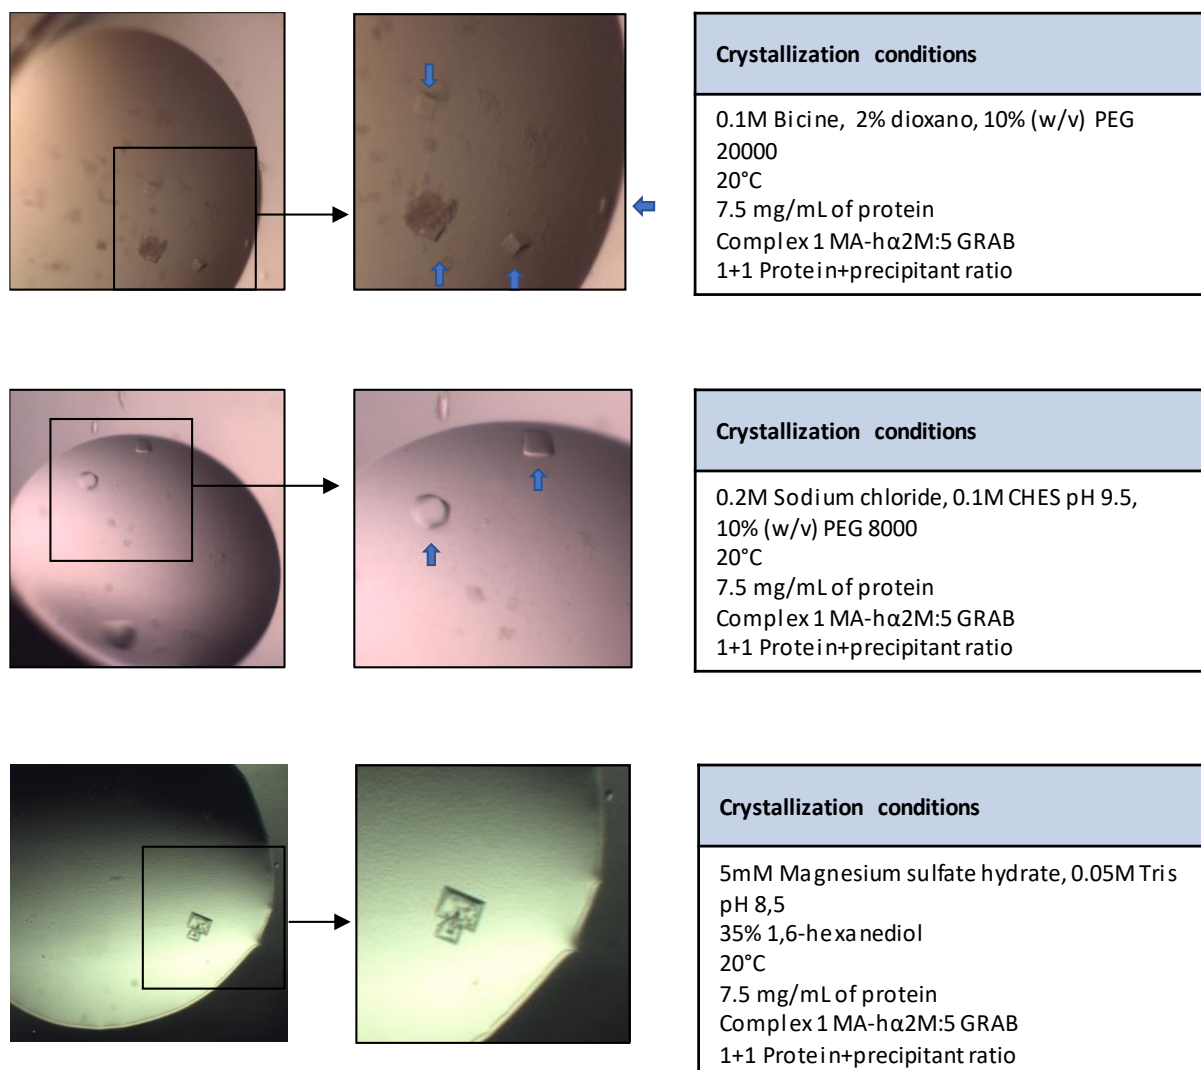 Crystallization conditions
0.1M Bicine, 2% dioxano, 10% (w/v) PEG
20000
20°C
7.5 mg/mL of protein
Complex 1 MA-hα2M:5 GRAB
1+1 Protein+precipitant ratio
Crystallization conditions
0.2M Sodium chloride, 0.1M CHES pH 9.5,
10% (w/v) PEG 8000
20°C
7.5 mg/mL of protein
Complex 1 MA-hα2M:5 GRAB
1+1 Protein+precipitant ratio
Crystallization conditions
5mM Magnesium sulfate hydrate, 0.05M Tris
pH 8,5
35% 1,6-hexanediol
20°C
7.5 mg/mL of protein
Complex 1 MA-hα2M:5 GRAB
1+1 Protein+precipitant ratio